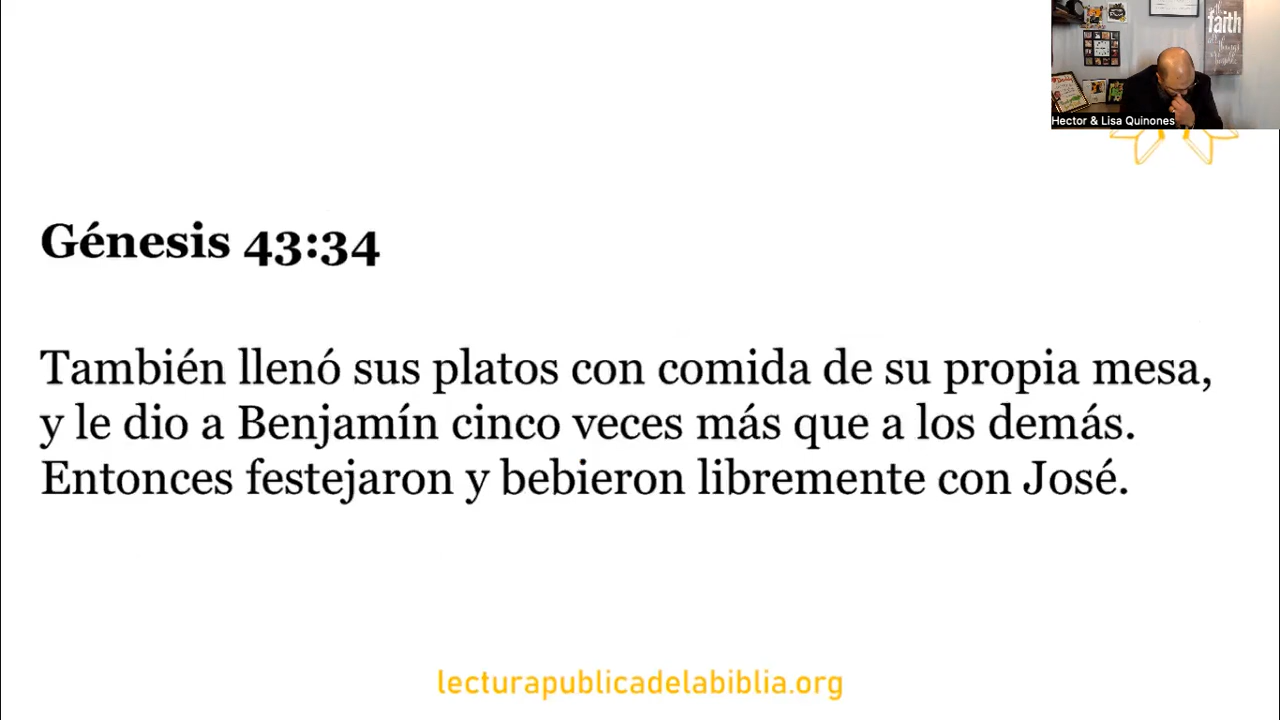 faith
Hector & Lisa Quinones
Génesis 43:34
También llenó sus platos con comida de su propia mesa,
y le dio a Benjamín cinco veces más que a los demás.
Entonces festejaron y bebieron libremente con José.
lecturapublicadelabiblia.org